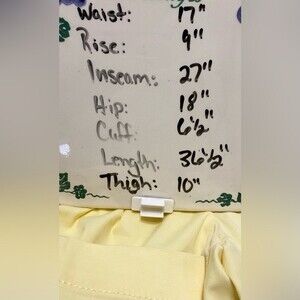 Waist: 17"
Rise: 9"
Inseam: 27"
Hip: 18"
Cuff: 6½"
Length: 36½"
Thigh: 10"